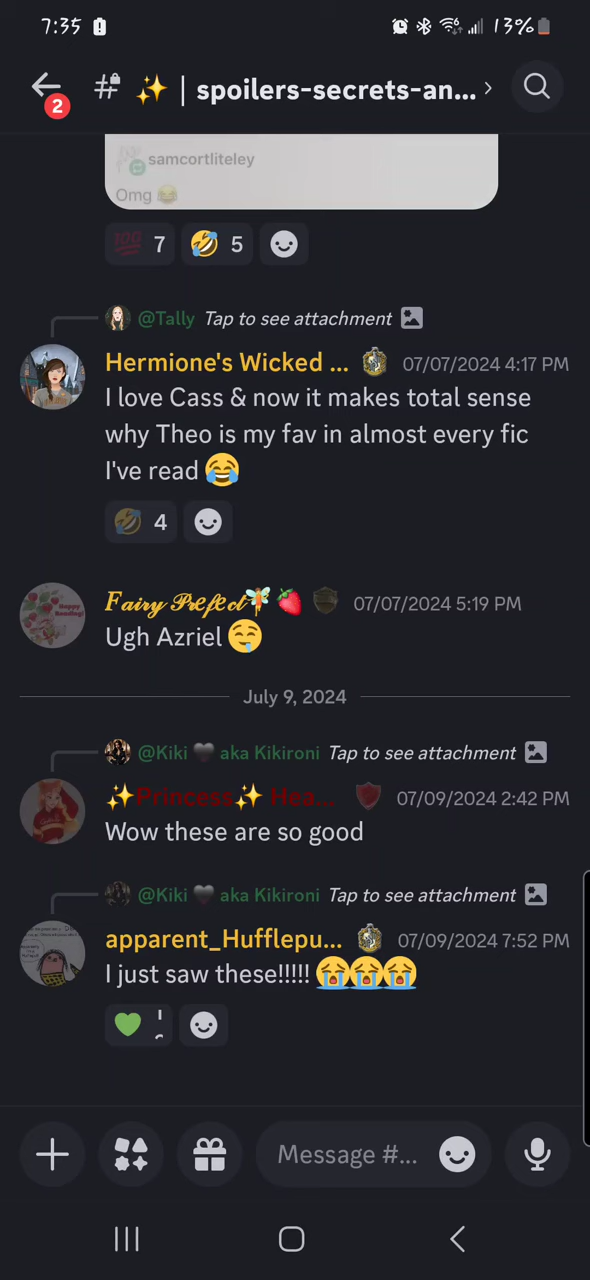 7:35
13%
2
# ✨ | spoilers-secrets-an... >
samcortliteley
Omg 😂
💯 7 🤣 5
@Tally Tap to see attachment
Hermione's Wicked ... 07/07/2024 4:17 PM
I love Cass & now it makes total sense
why Theo is my fav in almost every fic
I've read 😂
🤣 4
Fairy Prefect🧚🍓 07/07/2024 5:19 PM
Ugh Azriel 🤤
July 9, 2024
@Kiki 🖤 aka Kikironi Tap to see attachment
✨Princess✨ Hea... 07/09/2024 2:42 PM
Wow these are so good
@Kiki 🖤 aka Kikironi Tap to see attachment
apparent_Hufflepu... 07/09/2024 7:52 PM
I just saw these!!!!! 😭😭😭
💚
Message #...